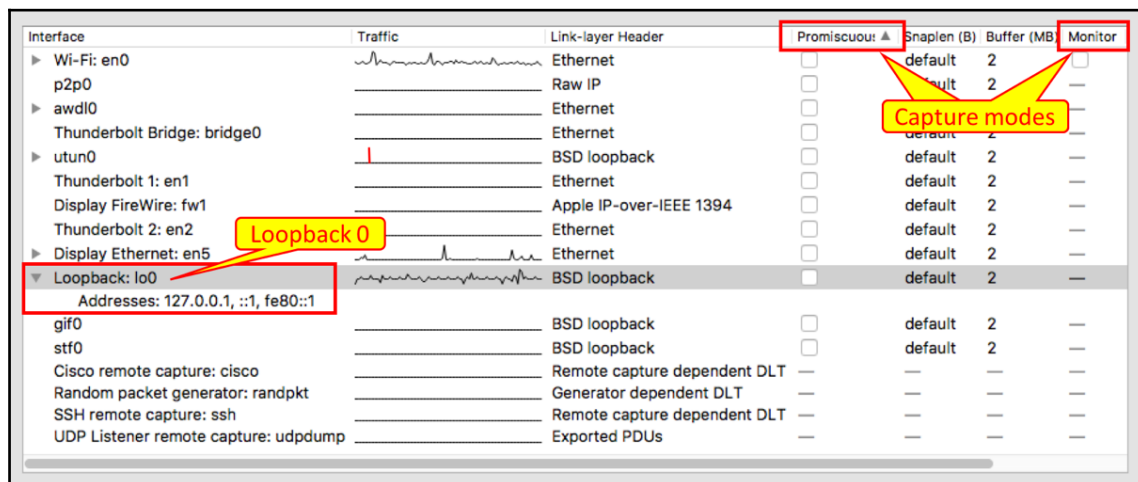 Interface Traffic Link-layer Header Promiscuous Snaplen (B) Buffer (MB) Monitor
Wi-Fi: en0 Ethernet default 2
p2p0 Raw IP 2 —
awdl0 Ethernet Capture modes
Thunderbolt Bridge: bridge0 Ethernet default 2 —
utun0 BSD loopback default 2 —
Thunderbolt 1: en1 Ethernet default 2 —
Display FireWire: fw1 Apple IP-over-IEEE 1394 default 2 —
Thunderbolt 2: en2 Loopback 0 Ethernet default 2 —
Display Ethernet: en5 Ethernet default 2 —
Loopback: lo0 BSD loopback default 2 —
Addresses: 127.0.0.1, ::1, fe80::1
gif0 BSD loopback default 2 —
stf0 BSD loopback default 2 —
Cisco remote capture: cisco Remote capture dependent DLT — — — —
Random packet generator: randpkt Generator dependent DLT — — — —
SSH remote capture: ssh Remote capture dependent DLT — — — —
UDP Listener remote capture: udpdump Exported PDUs — — — —